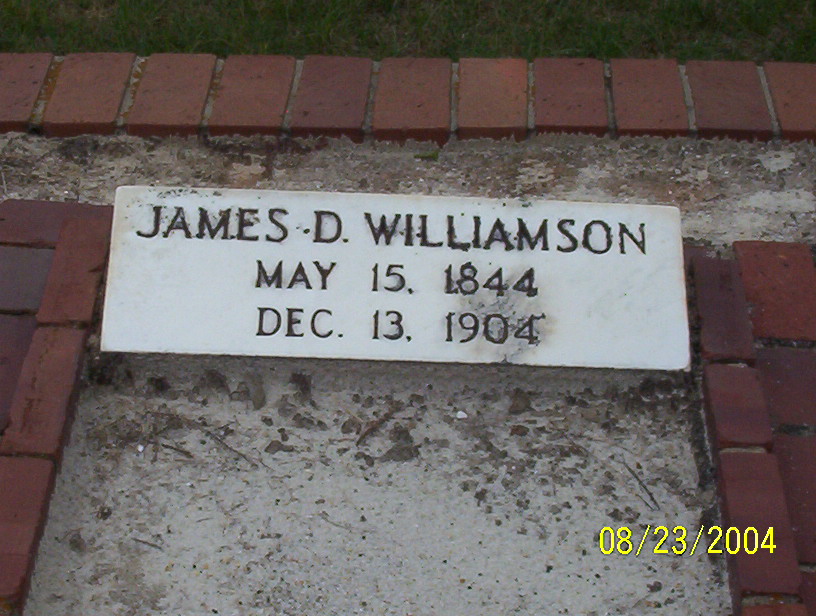 JAMES D. WILLIAMSON
MAY 15, 1844
DEC. 13, 1904
08/23/2004